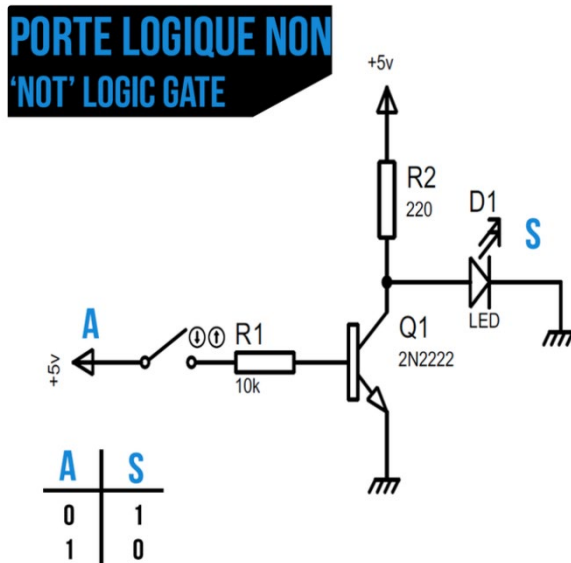 PORTE LOGIQUE NON
'NOT' LOGIC GATE
+5v
R2
220
D1
S
LED
A
R1
10k
+5v
Q1
2N2222
A S
0 1
1 0